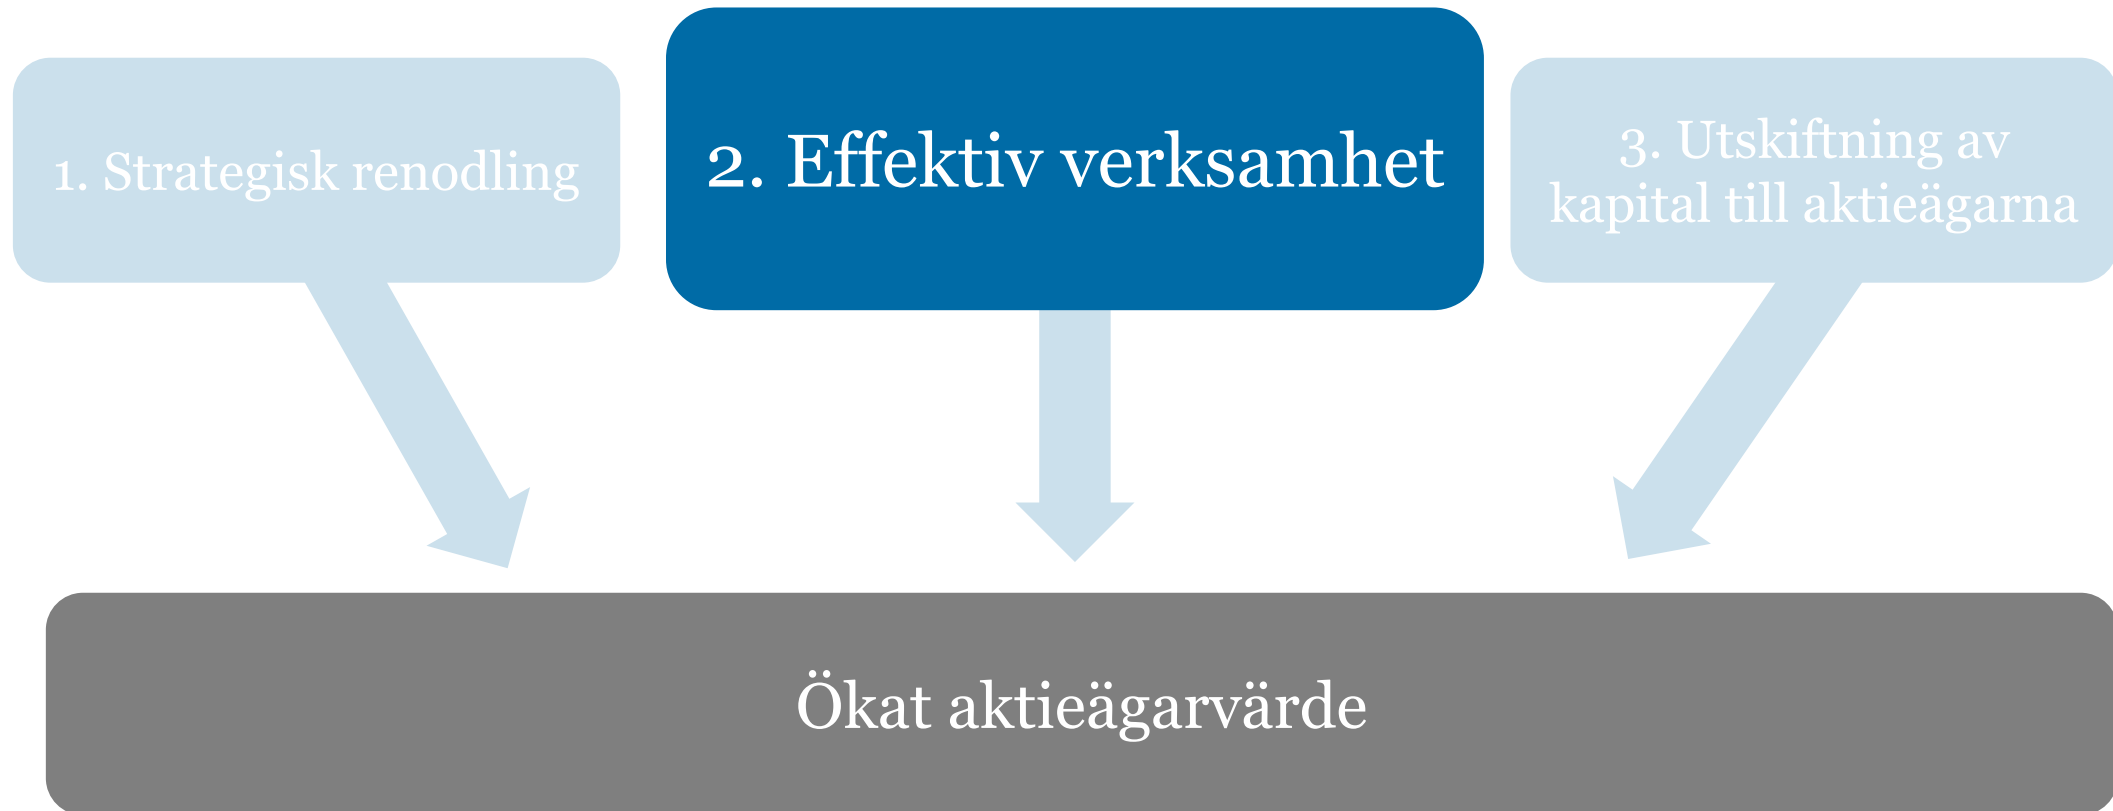 1. Strategisk renodling
2. Effektiv verksamhet
3. Utskiftning av
kapital till aktieägarna
Ökat aktieägarvärde